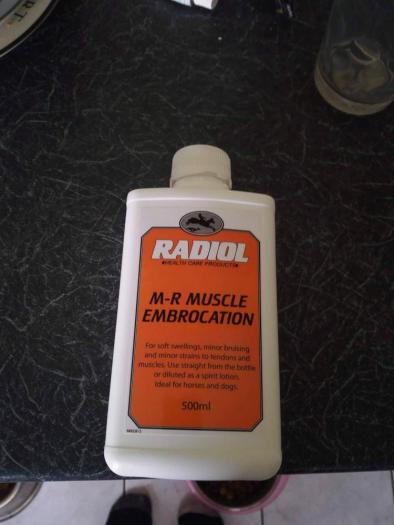 RADIOL
HEALTH CARE PRODUCTS
M-R MUSCLE
EMBROCATION
For soft swellings, minor bruising
and minor strains to tendons and
muscles. Use straight from the bottle
or diluted as a spirit lotion.
Ideal for horses and dogs.
500ml